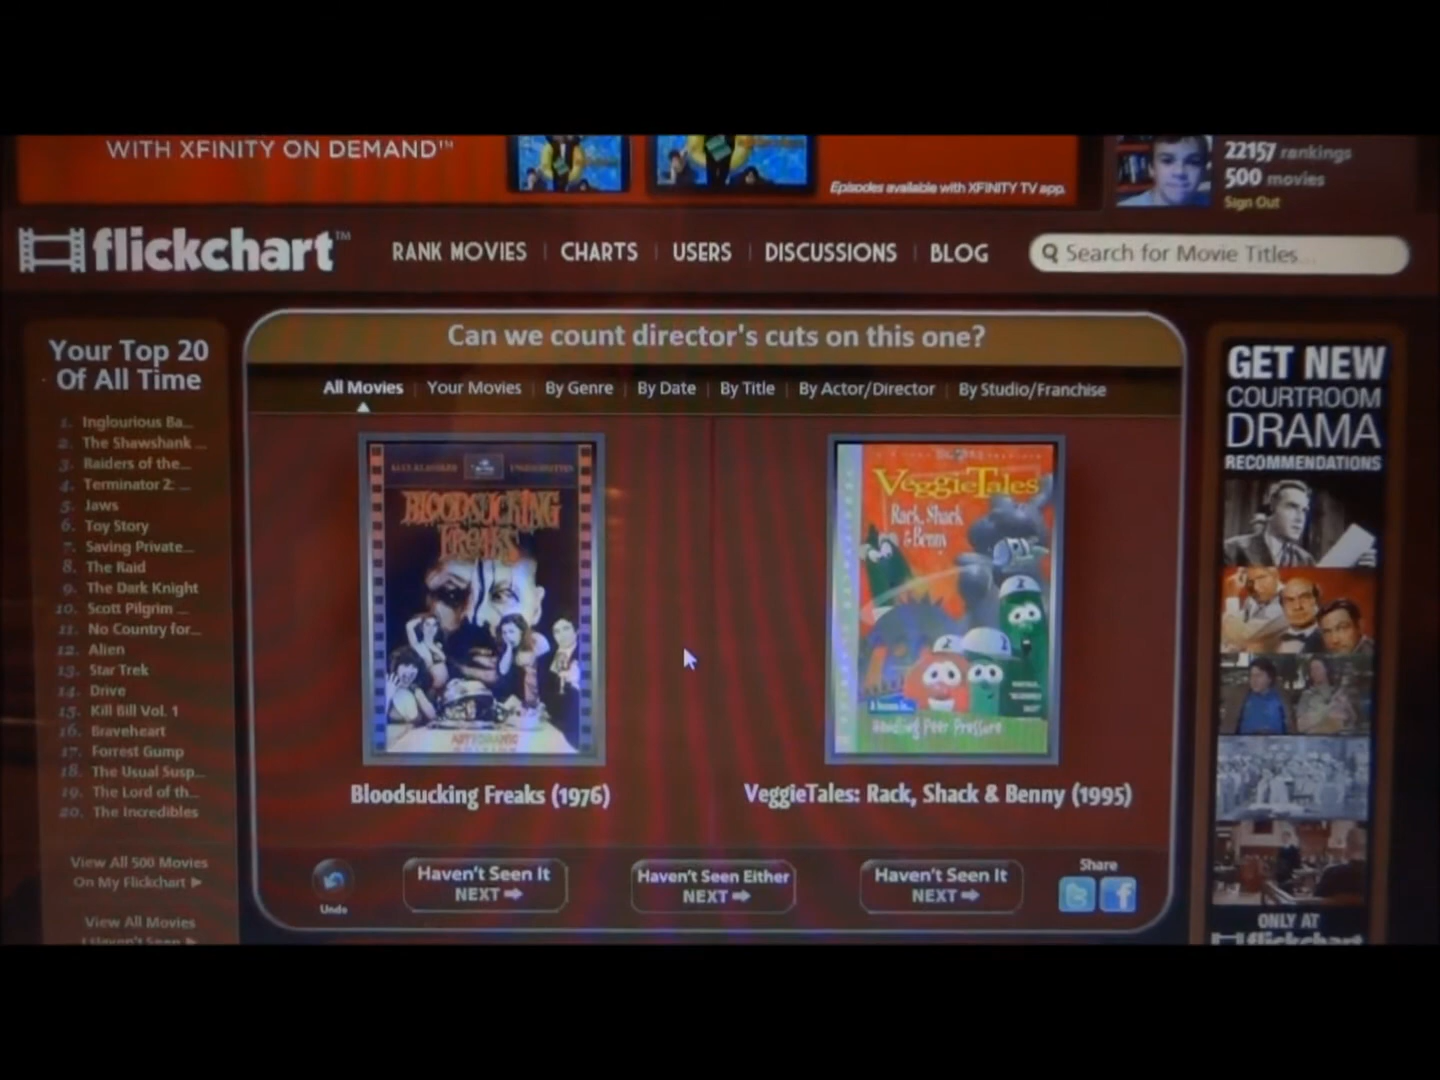 WITH XFINITY ON DEMAND™
Episodes available with XFINITY TV app.
22157 rankings
500 movies
Sign Out
flickchart™
RANK MOVIES
CHARTS
USERS
DISCUSSIONS
BLOG
Search for Movie Titles...
Your Top 20
Of All Time
1. Inglourious Ba...
2. The Shawshank ...
3. Raiders of the...
4. Terminator 2: ...
5. Jaws
6. Toy Story
7. Saving Private...
8. The Raid
9. The Dark Knight
10. Scott Pilgrim ...
11. No Country for...
12. Alien
13. Star Trek
14. Drive
15. Kill Bill Vol. 1
16. Braveheart
17. Forrest Gump
18. The Usual Susp...
19. The Lord of th...
20. The Incredibles
View All 500 Movies
On My Flickchart ▶
View All Movies
I Haven't Seen ▶
Can we count director's cuts on this one?
All Movies
Your Movies
By Genre
By Date
By Title
By Actor/Director
By Studio/Franchise
BLOODSUCKING
FREAKS
VeggieTales
Rack, Shack
& Benny
Handling Peer Pressure
Bloodsucking Freaks (1976)
VeggieTales: Rack, Shack & Benny (1995)
Undo
Haven't Seen It
NEXT ➡
Haven't Seen Either
NEXT ➡
Haven't Seen It
NEXT ➡
Share
GET NEW
COURTROOM
DRAMA
RECOMMENDATIONS
ONLY AT
flickchart